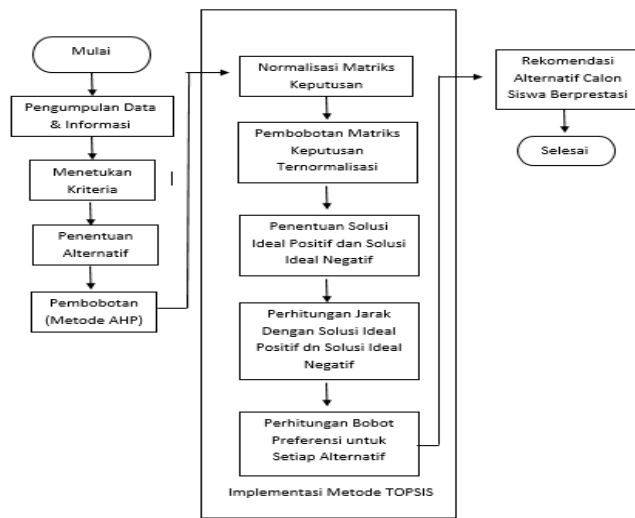 Mulai
Pengumpulan Data
& Informasi
Menetukan
Kriteria
Penentuan
Alternatif
Pembobotan
(Metode AHP)
Normalisasi Matriks
Keputusan
Pembobotan Matriks
Keputusan
Ternormalisasi
Penentuan Solusi
Ideal Positif dan Solusi
Ideal Negatif
Perhitungan Jarak
Dengan Solusi Ideal
Positif dn Solusi Ideal
Negatif
Perhitungan Bobot
Preferensi untuk
Setiap Alternatif
Implementasi Metode TOPSIS
Rekomendasi
Alternatif Calon
Siswa Berprestasi
Selesai